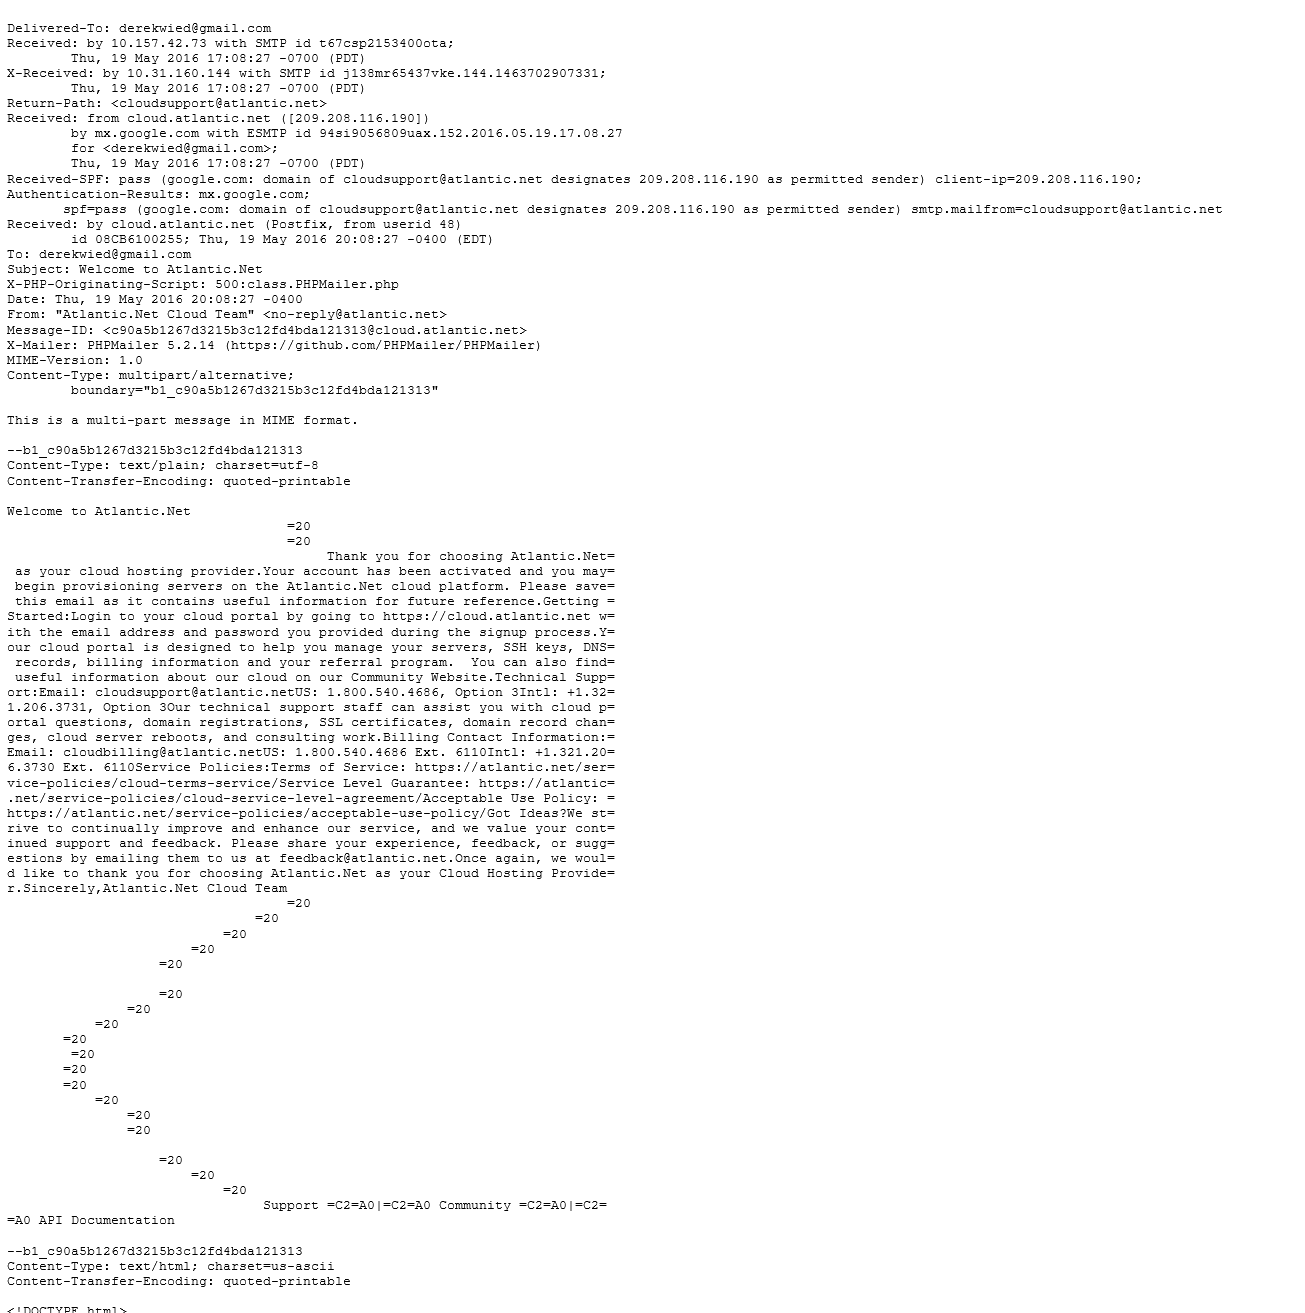 Delivered-To: derekwied@gmail.com
Received: by 10.157.42.73 with SMTP id t67csp2153400ota;
        Thu, 19 May 2016 17:08:27 -0700 (PDT)
X-Received: by 10.31.160.144 with SMTP id j138mr65437vke.144.1463702907331;
        Thu, 19 May 2016 17:08:27 -0700 (PDT)
Return-Path: <cloudsupport@atlantic.net>
Received: from cloud.atlantic.net ([209.208.116.190])
        by mx.google.com with ESMTP id 94si9056809uax.152.2016.05.19.17.08.27
        for <derekwied@gmail.com>;
        Thu, 19 May 2016 17:08:27 -0700 (PDT)
Received-SPF: pass (google.com: domain of cloudsupport@atlantic.net designates 209.208.116.190 as permitted sender) client-ip=209.208.116.190;
Authentication-Results: mx.google.com;
       spf=pass (google.com: domain of cloudsupport@atlantic.net designates 209.208.116.190 as permitted sender) smtp.mailfrom=cloudsupport@atlantic.net
Received: by cloud.atlantic.net (Postfix, from userid 48)
        id 08CB6100255; Thu, 19 May 2016 20:08:27 -0400 (EDT)
To: derekwied@gmail.com
Subject: Welcome to Atlantic.Net
X-PHP-Originating-Script: 500:class.PHPMailer.php
Date: Thu, 19 May 2016 20:08:27 -0400
From: "Atlantic.Net Cloud Team" <no-reply@atlantic.net>
Message-ID: <c90a5b1267d3215b3c12fd4bda121313@cloud.atlantic.net>
X-Mailer: PHPMailer 5.2.14 (https://github.com/PHPMailer/PHPMailer)
MIME-Version: 1.0
Content-Type: multipart/alternative;
        boundary="b1_c90a5b1267d3215b3c12fd4bda121313"

This is a multi-part message in MIME format.

--b1_c90a5b1267d3215b3c12fd4bda121313
Content-Type: text/plain; charset=utf-8
Content-Transfer-Encoding: quoted-printable

Welcome to Atlantic.Net
                                   =20
                                   =20
                                        Thank you for choosing Atlantic.Net=
 as your cloud hosting provider.Your account has been activated and you may=
 begin provisioning servers on the Atlantic.Net cloud platform. Please save=
 this email as it contains useful information for future reference.Getting =
Started:Login to your cloud portal by going to https://cloud.atlantic.net w=
ith the email address and password you provided during the signup process.Y=
our cloud portal is designed to help you manage your servers, SSH keys, DNS=
 records, billing information and your referral program.  You can also find=
 useful information about our cloud on our Community Website.Technical Supp=
ort:Email: cloudsupport@atlantic.netUS: 1.800.540.4686, Option 3Intl: +1.32=
1.206.3731, Option 3Our technical support staff can assist you with cloud p=
ortal questions, domain registrations, SSL certificates, domain record chan=
ges, cloud server reboots, and consulting work.Billing Contact Information:=
Email: cloudbilling@atlantic.netUS: 1.800.540.4686 Ext. 6110Intl: +1.321.20=
6.3730 Ext. 6110Service Policies:Terms of Service: https://atlantic.net/ser=
vice-policies/cloud-terms-service/Service Level Guarantee: https://atlantic=
.net/service-policies/cloud-service-level-agreement/Acceptable Use Policy: =
https://atlantic.net/service-policies/acceptable-use-policy/Got Ideas?We st=
rive to continually improve and enhance our service, and we value your cont=
inued support and feedback. Please share your experience, feedback, or sugg=
estions by emailing them to us at feedback@atlantic.net.Once again, we woul=
d like to thank you for choosing Atlantic.Net as your Cloud Hosting Provide=
r.Sincerely,Atlantic.Net Cloud Team
                                   =20
                               =20
                           =20
                       =20
                   =20

                   =20
               =20
           =20
       =20
        =20
       =20
       =20
           =20
               =20
               =20

                   =20
                       =20
                           =20
                                Support =C2=A0|=C2=A0 Community =C2=A0|=C2=
=A0 API Documentation

--b1_c90a5b1267d3215b3c12fd4bda121313
Content-Type: text/html; charset=us-ascii
Content-Transfer-Encoding: quoted-printable

<!DOCTYPE html>